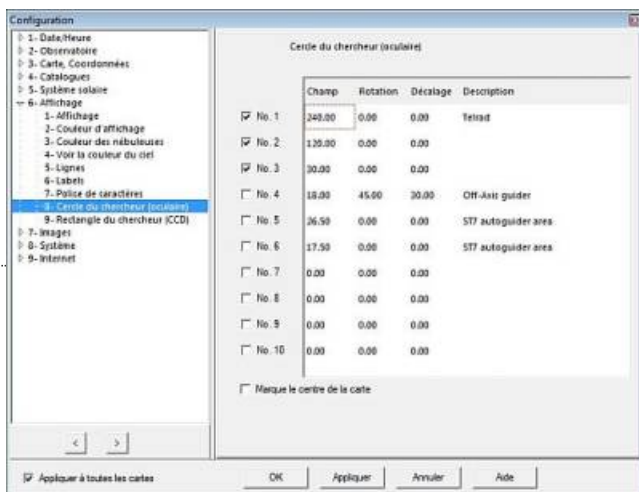 Configuration
1- Date/Heure
2- Observatoire
3- Carte, Coordonnées
4- Catalogues
5- Système solaire
6- Affichage
1- Affichage
2- Couleur d'affichage
3- Couleur des nébuleuses
4- Voir la couleur du ciel
5- Lignes
6- Labels
7- Police de caractères
8- Cercle du chercheur (oculaire)
9- Rectangle du chercheur (CCD)
7- Images
8- Système
9- Internet
< >
Appliquer à toutes les cartes
Cercle du chercheur (oculaire)
Champ Rotation Décalage Description
No. 1 240.00 0.00 0.00 Telrad
No. 2 120.00 0.00 0.00
No. 3 30.00 0.00 0.00
No. 4 18.00 45.00 30.00 Off-Axis guider
No. 5 26.50 0.00 0.00 ST7 autoguider area
No. 6 17.50 0.00 0.00 ST7 autoguider area
No. 7 0.00 0.00 0.00
No. 8 0.00 0.00 0.00
No. 9 0.00 0.00 0.00
No. 10 0.00 0.00 0.00
Marque le centre de la carte
OK Appliquer Annuler Aide